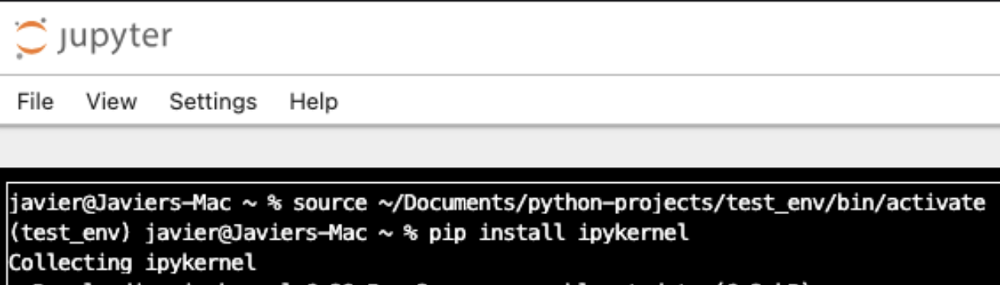 jupyter
File View Settings Help
javier@Javiers-Mac ~ % source ~/Documents/python-projects/test_env/bin/activate
(test_env) javier@Javiers-Mac ~ % pip install ipykernel
Collecting ipykernel